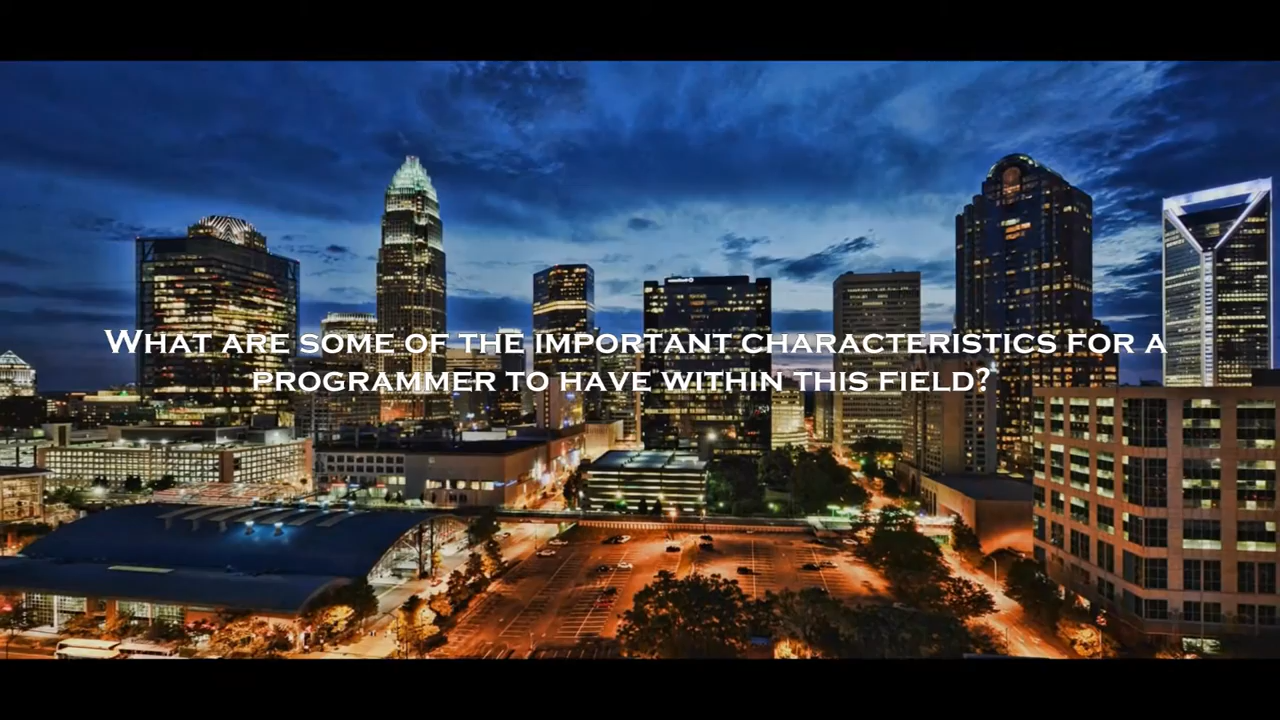 What are some of the important characteristics for a
programmer to have within this field?